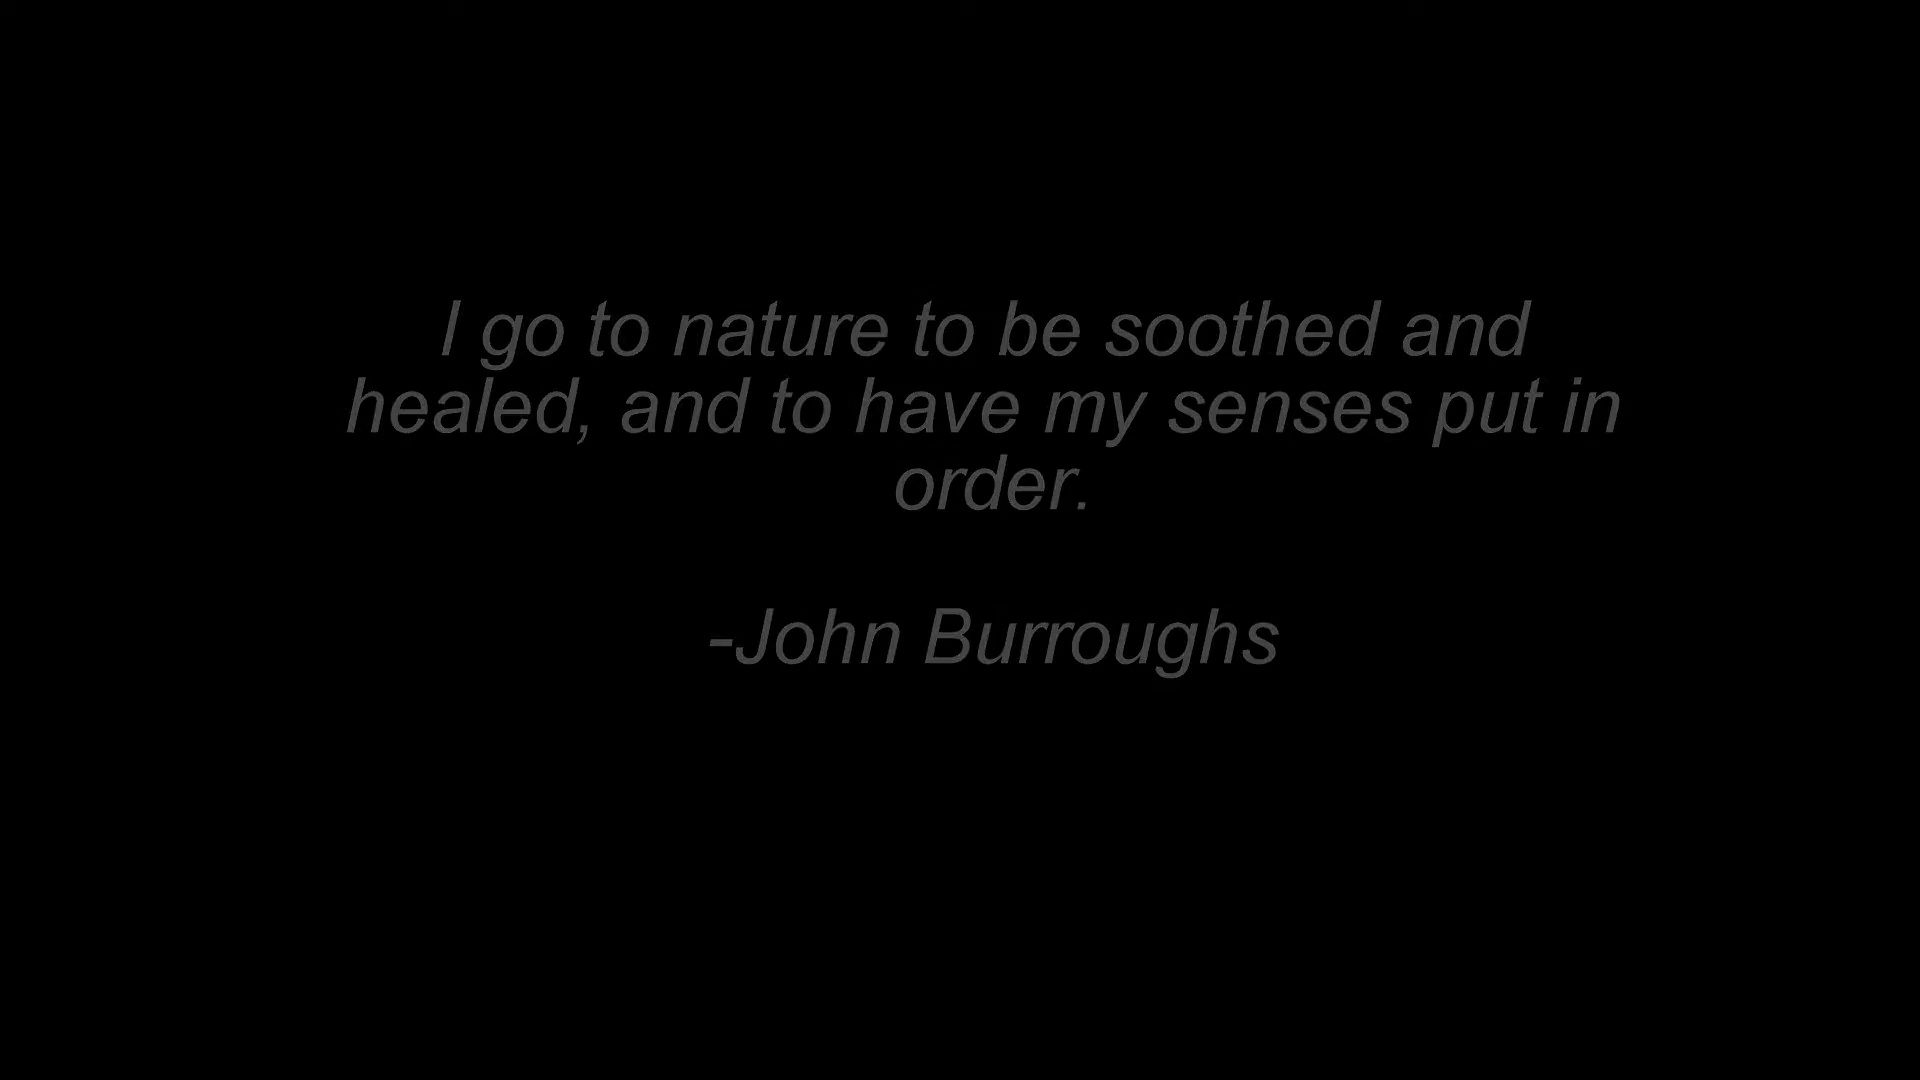 I go to nature to be soothed and
healed, and to have my senses put in
order.
-John Burroughs